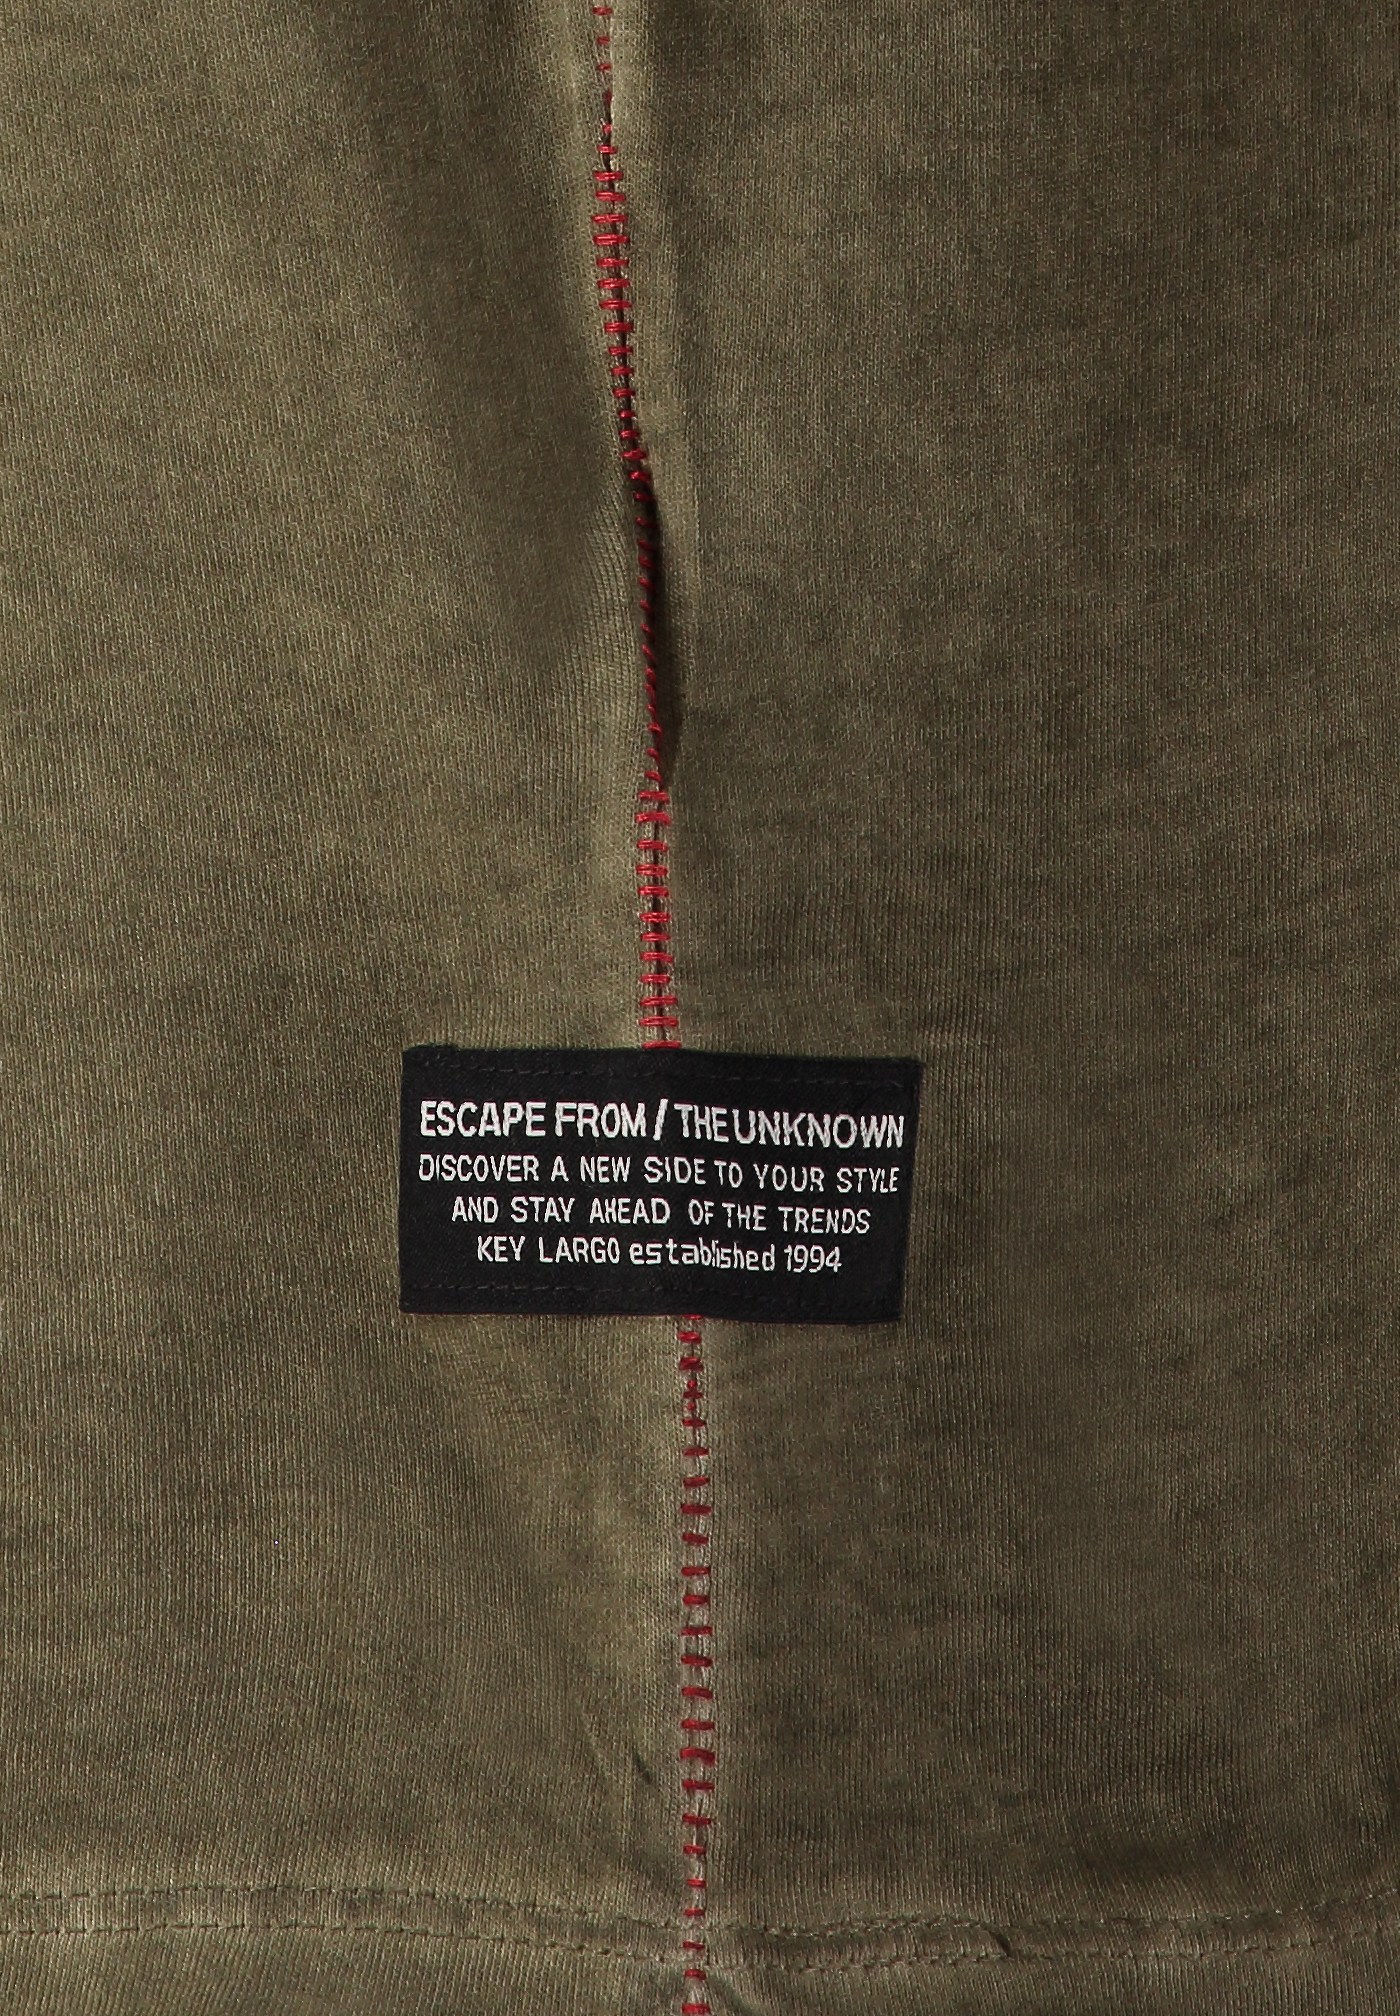 ESCAPE FROM / THE UNKNOWN
DISCOVER A NEW SIDE TO YOUR STYLE
AND STAY AHEAD OF THE TRENDS
KEY LARGO established 1994